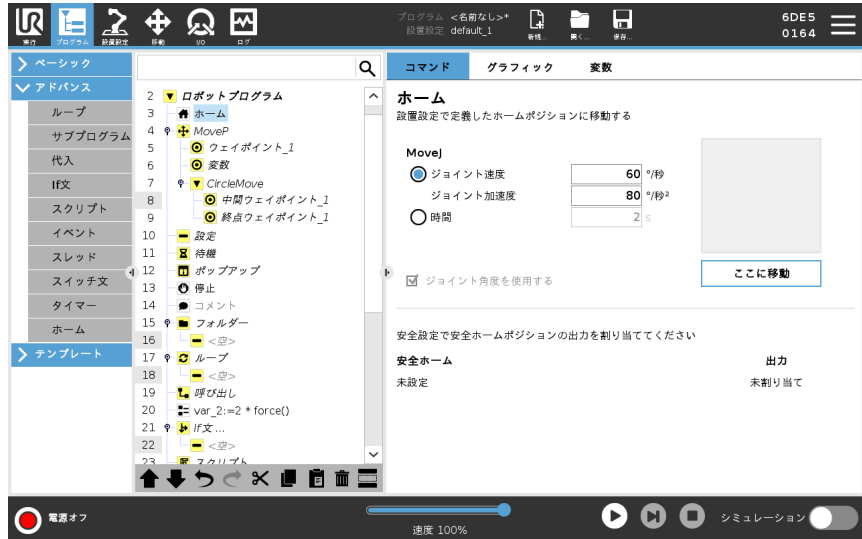 UR
実行
プログラム
設置設定
移動
I/O
ログ
プログラム <名前なし>*
設置設定 default_1
新規...
開く...
保存...
6DE5
0164
ベーシック
アドバンス
ループ
サブプログラム
代入
If文
スクリプト
イベント
スレッド
スイッチ文
タイマー
ホーム
テンプレート
2 ロボットプログラム
3 ホーム
4 MoveP
5 ウェイポイント_1
6 変数
7 CircleMove
8 中間ウェイポイント_1
9 終点ウェイポイント_1
10 設定
11 待機
12 ポップアップ
13 停止
14 コメント
15 フォルダー
16 <空>
17 ループ
18 <空>
19 呼び出し
20 var_2:=2 * force()
21 If文...
22 <空>
23 スクリプト
コマンド グラフィック 変数
ホーム
設置設定で定義したホームポジションに移動する
MoveJ
ジョイント速度 60 °/秒
ジョイント加速度 80 °/秒²
時間 2 s
ここに移動
ジョイント角度を使用する
安全設定で安全ホームポジションの出力を割り当ててください
安全ホーム 出力
未設定 未割り当て
電源オフ
速度 100%
シミュレーション